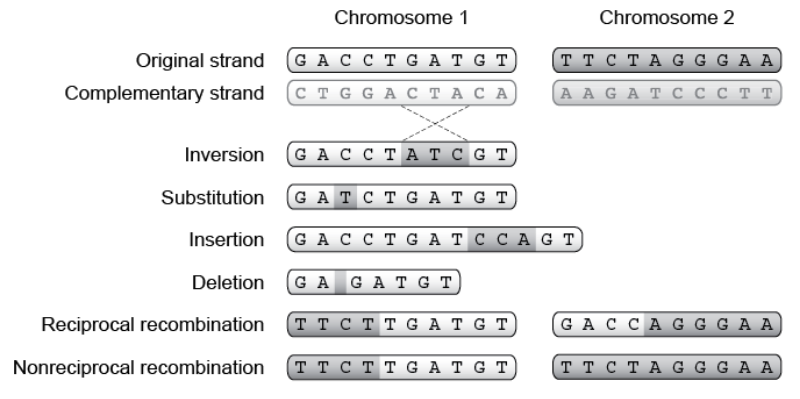 Chromosome 1 Chromosome 2
Original strand G A C C T G A T G T T T C T A G G G A A
Complementary strand C T G G A C T A C A A A G A T C C C T T
Inversion G A C C T A T C G T
Substitution G A T C T G A T G T
Insertion G A C C T G A T C C A G T
Deletion G A G A T G T
Reciprocal recombination T T C T T G A T G T G A C C A G G G A A
Nonreciprocal recombination T T C T T G A T G T T T C T A G G G A A